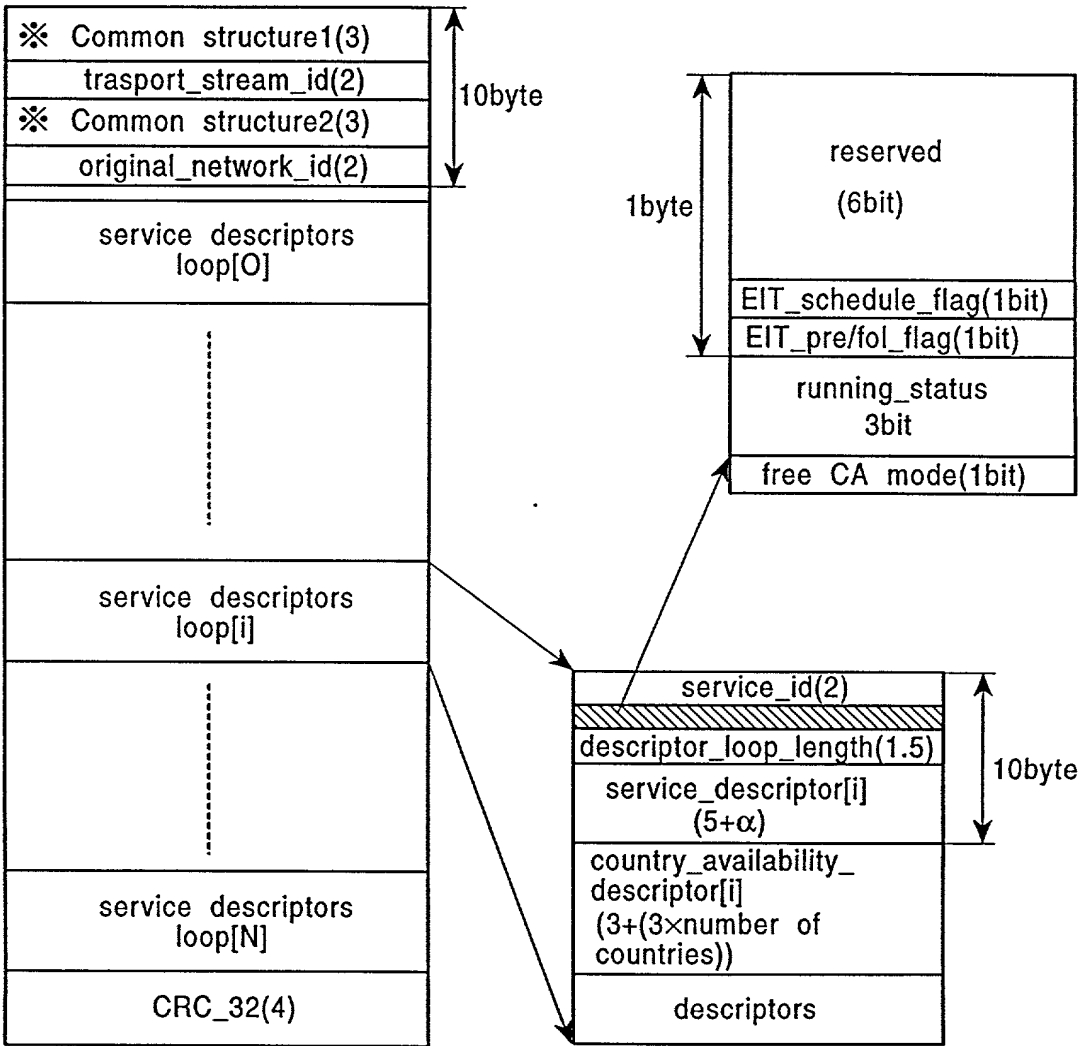 ※ Common structure1(3)
trasport_stream_id(2)
※ Common structure2(3)
original_network_id(2)
10byte
service descriptors
loop[O]
service descriptors
loop[i]
service descriptors
loop[N]
CRC_32(4)
1byte
reserved
(6bit)
EIT_schedule_flag(1bit)
EIT_pre/fol_flag(1bit)
running_status
3bit
free CA mode(1bit)
service_id(2)
descriptor_loop_length(1.5)
service_descriptor[i]
(5+α)
10byte
country_availability_
descriptor[i]
(3+(3×number of
countries))
descriptors